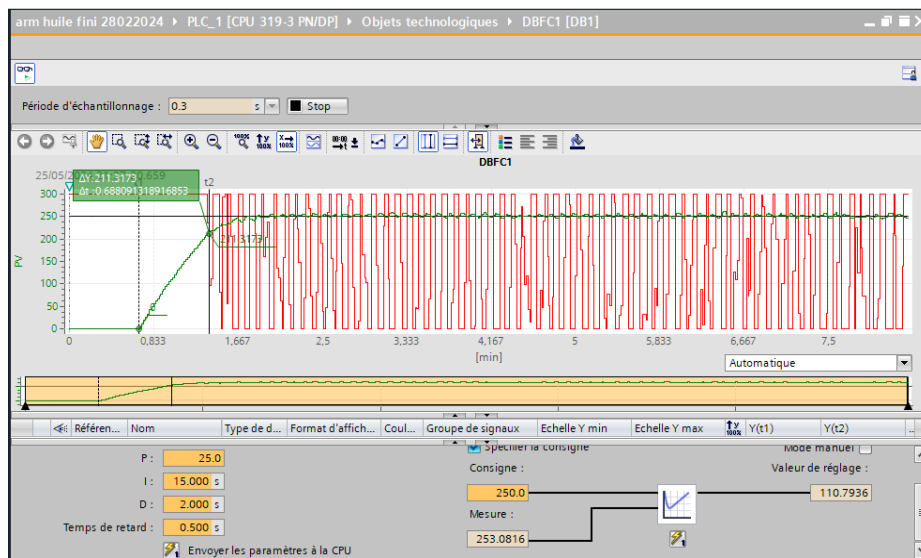 arm huile fini 28022024 ▸ PLC_1 [CPU 319-3 PN/DP] ▸ Objets technologiques ▸ DBFC1 [DB1]
Période d'échantillonnage : 0.3 s Stop
DBFC1
25/05/2
ΔY:211.3173
Δt :0.688091318916853
0.659
t2
211.3173
PV
300
250
200
150
100
50
0
0 0,833 1,667 2,5 3,333 4,167 5 5,833 6,667 7,5
[min]
Automatique
Référen... Nom Type de d... Format d'affich... Coul... Groupe de signaux Echelle Y min Echelle Y max Y(t1) Y(t2)
Spécifier la consigne Mode manuel
P : 25.0
Consigne : Valeur de réglage :
I : 15.000 s
250.0 110.7936
D : 2.000 s
Mesure :
Temps de retard : 0.500 s
253.0816
Envoyer les paramètres à la CPU